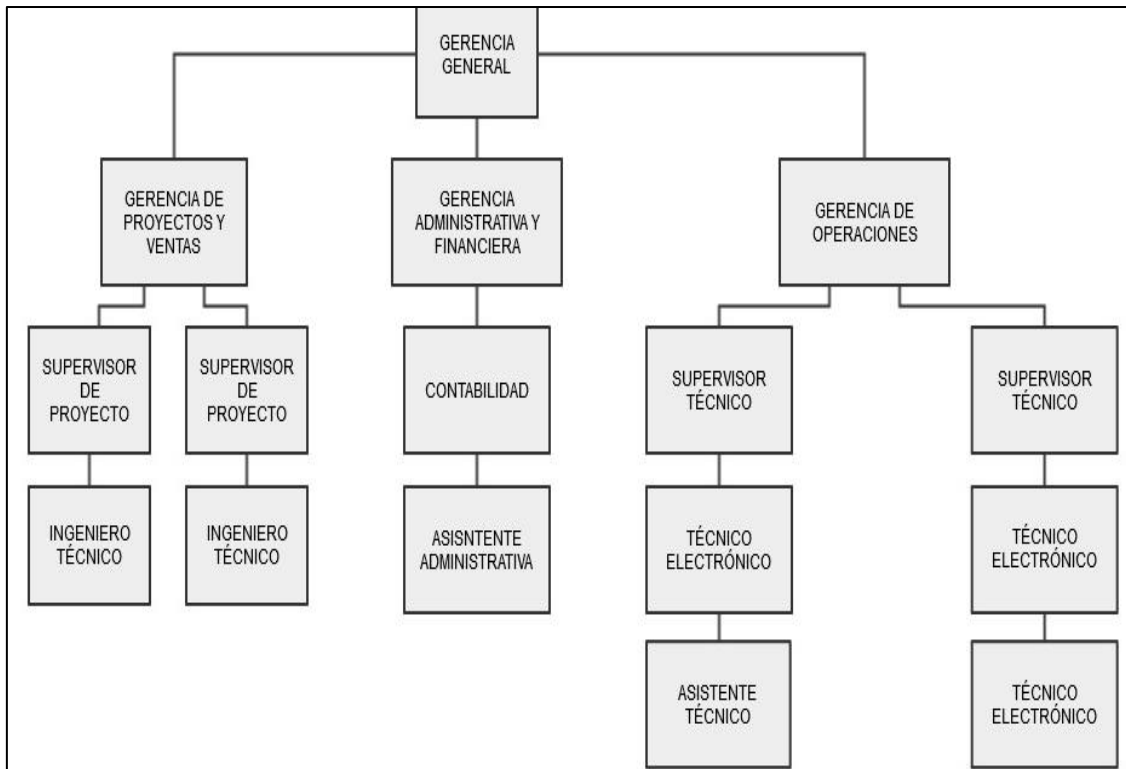 GERENCIA
GENERAL
GERENCIA DE
PROYECTOS Y
VENTAS
GERENCIA
ADMINISTRATIVA Y
FINANCIERA
GERENCIA DE
OPERACIONES
SUPERVISOR
DE
PROYECTO
SUPERVISOR
DE
PROYECTO
CONTABILIDAD
SUPERVISOR
TÉCNICO
SUPERVISOR
TÉCNICO
INGENIERO
TÉCNICO
INGENIERO
TÉCNICO
ASISNTENTE
ADMINISTRATIVA
TÉCNICO
ELECTRÓNICO
TÉCNICO
ELECTRÓNICO
ASISTENTE
TÉCNICO
TÉCNICO
ELECTRÓNICO